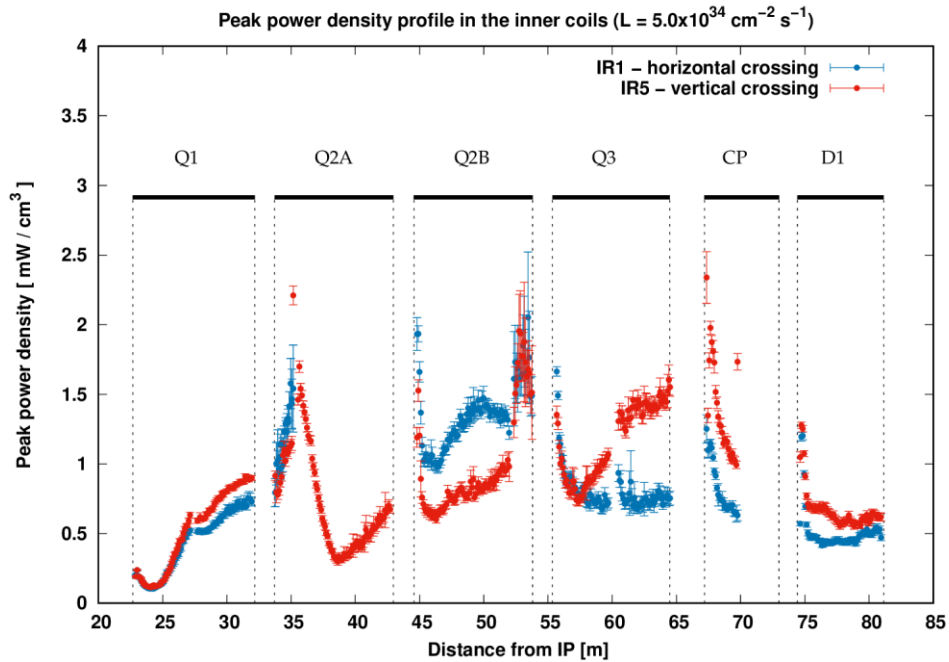 Peak power density profile in the inner coils (L = 5.0x10³⁴ cm⁻² s⁻¹)
4
IR1 − horizontal crossing
IR5 − vertical crossing
3.5
Q1 Q2A Q2B Q3 CP D1
3
2.5
2
1.5
1
0.5
0
Peak power density [ mW / cm³ ]
20 25 30 35 40 45 50 55 60 65 70 75 80 85
Distance from IP [m]